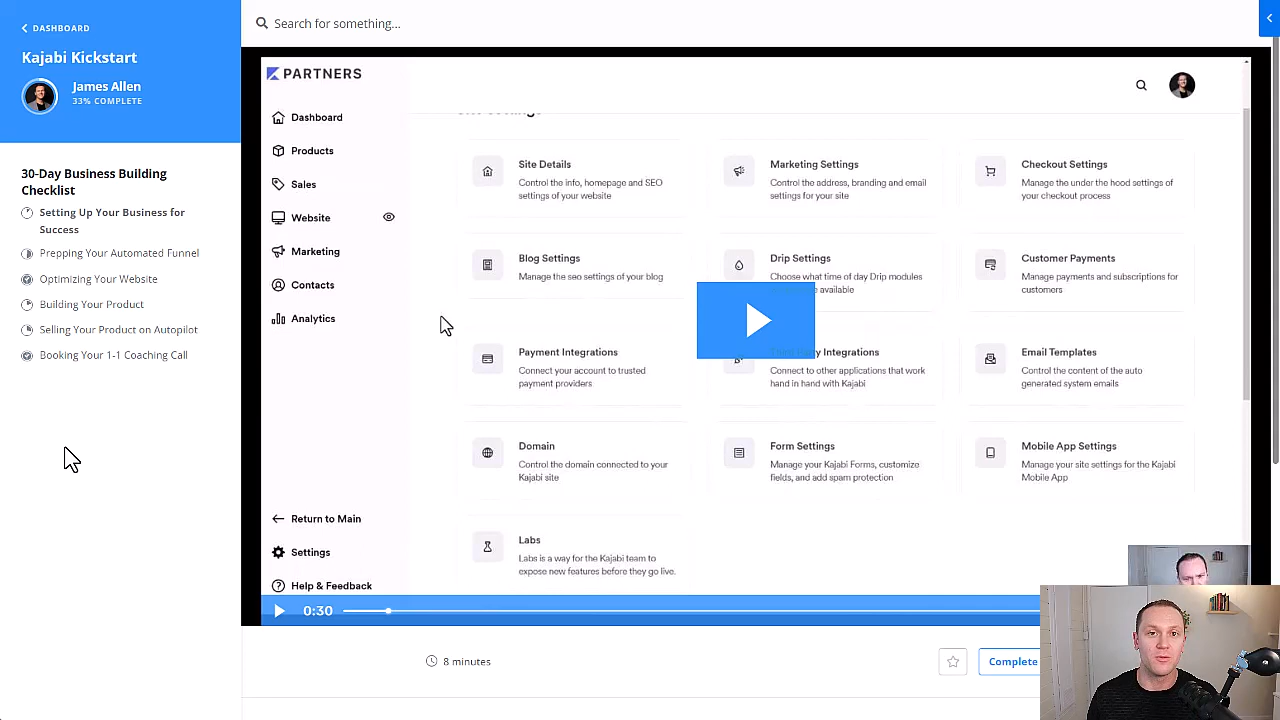 DASHBOARD
Kajabi Kickstart
James Allen
33% COMPLETE
30-Day Business Building
Checklist
Setting Up Your Business for
Success
Prepping Your Automated Funnel
Optimizing Your Website
Building Your Product
Selling Your Product on Autopilot
Booking Your 1-1 Coaching Call
Search for something...
PARTNERS
Dashboard
Products
Sales
Website
Marketing
Contacts
Analytics
Return to Main
Settings
Help & Feedback
Site Settings
Site Details
Control the info, homepage and SEO
settings of your website
Marketing Settings
Control the address, branding and email
settings for your site
Checkout Settings
Manage the under the hood settings of
your checkout process
Blog Settings
Manage the seo settings of your blog
Drip Settings
Choose what time of day Drip modules
available
Customer Payments
Manage payments and subscriptions for
customers
Payment Integrations
Connect your account to trusted
payment providers
Third Party Integrations
Connect to other applications that work
hand in hand with Kajabi
Email Templates
Control the content of the auto
generated system emails
Domain
Control the domain connected to your
Kajabi site
Form Settings
Manage your Kajabi Forms, customize
fields, and add spam protection
Mobile App Settings
Manage your site settings for the Kajabi
Mobile App
Labs
Labs is a way for the Kajabi team to
expose new features before they go live.
0:30
8 minutes
Complete